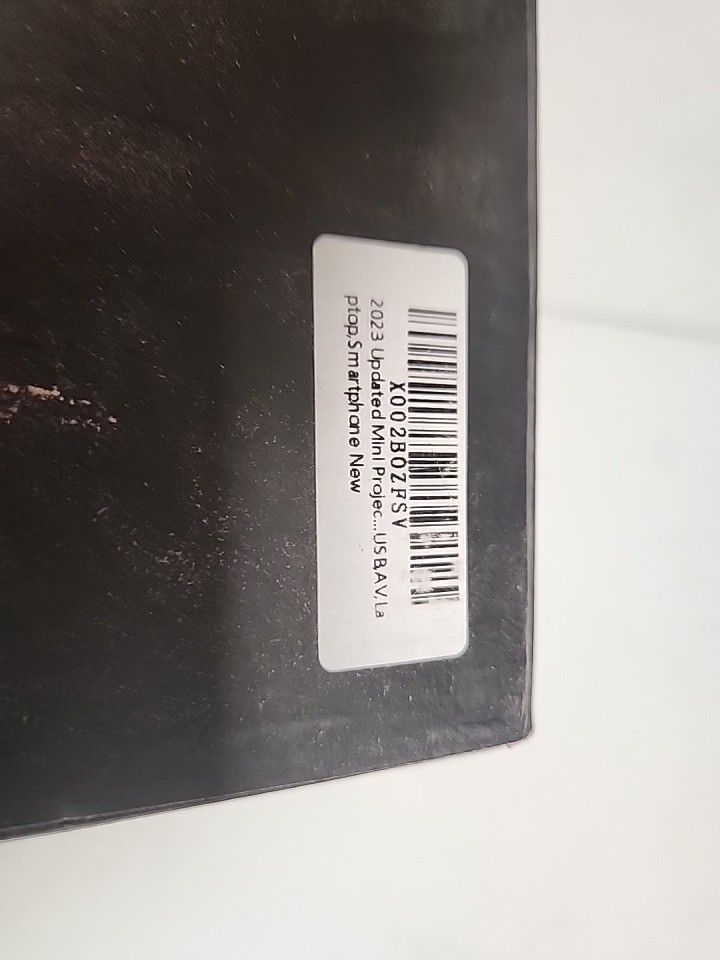 X002B0ZFSV
2023 Updated Mini Projec...USB,AV,La
ptop,Smartphone New